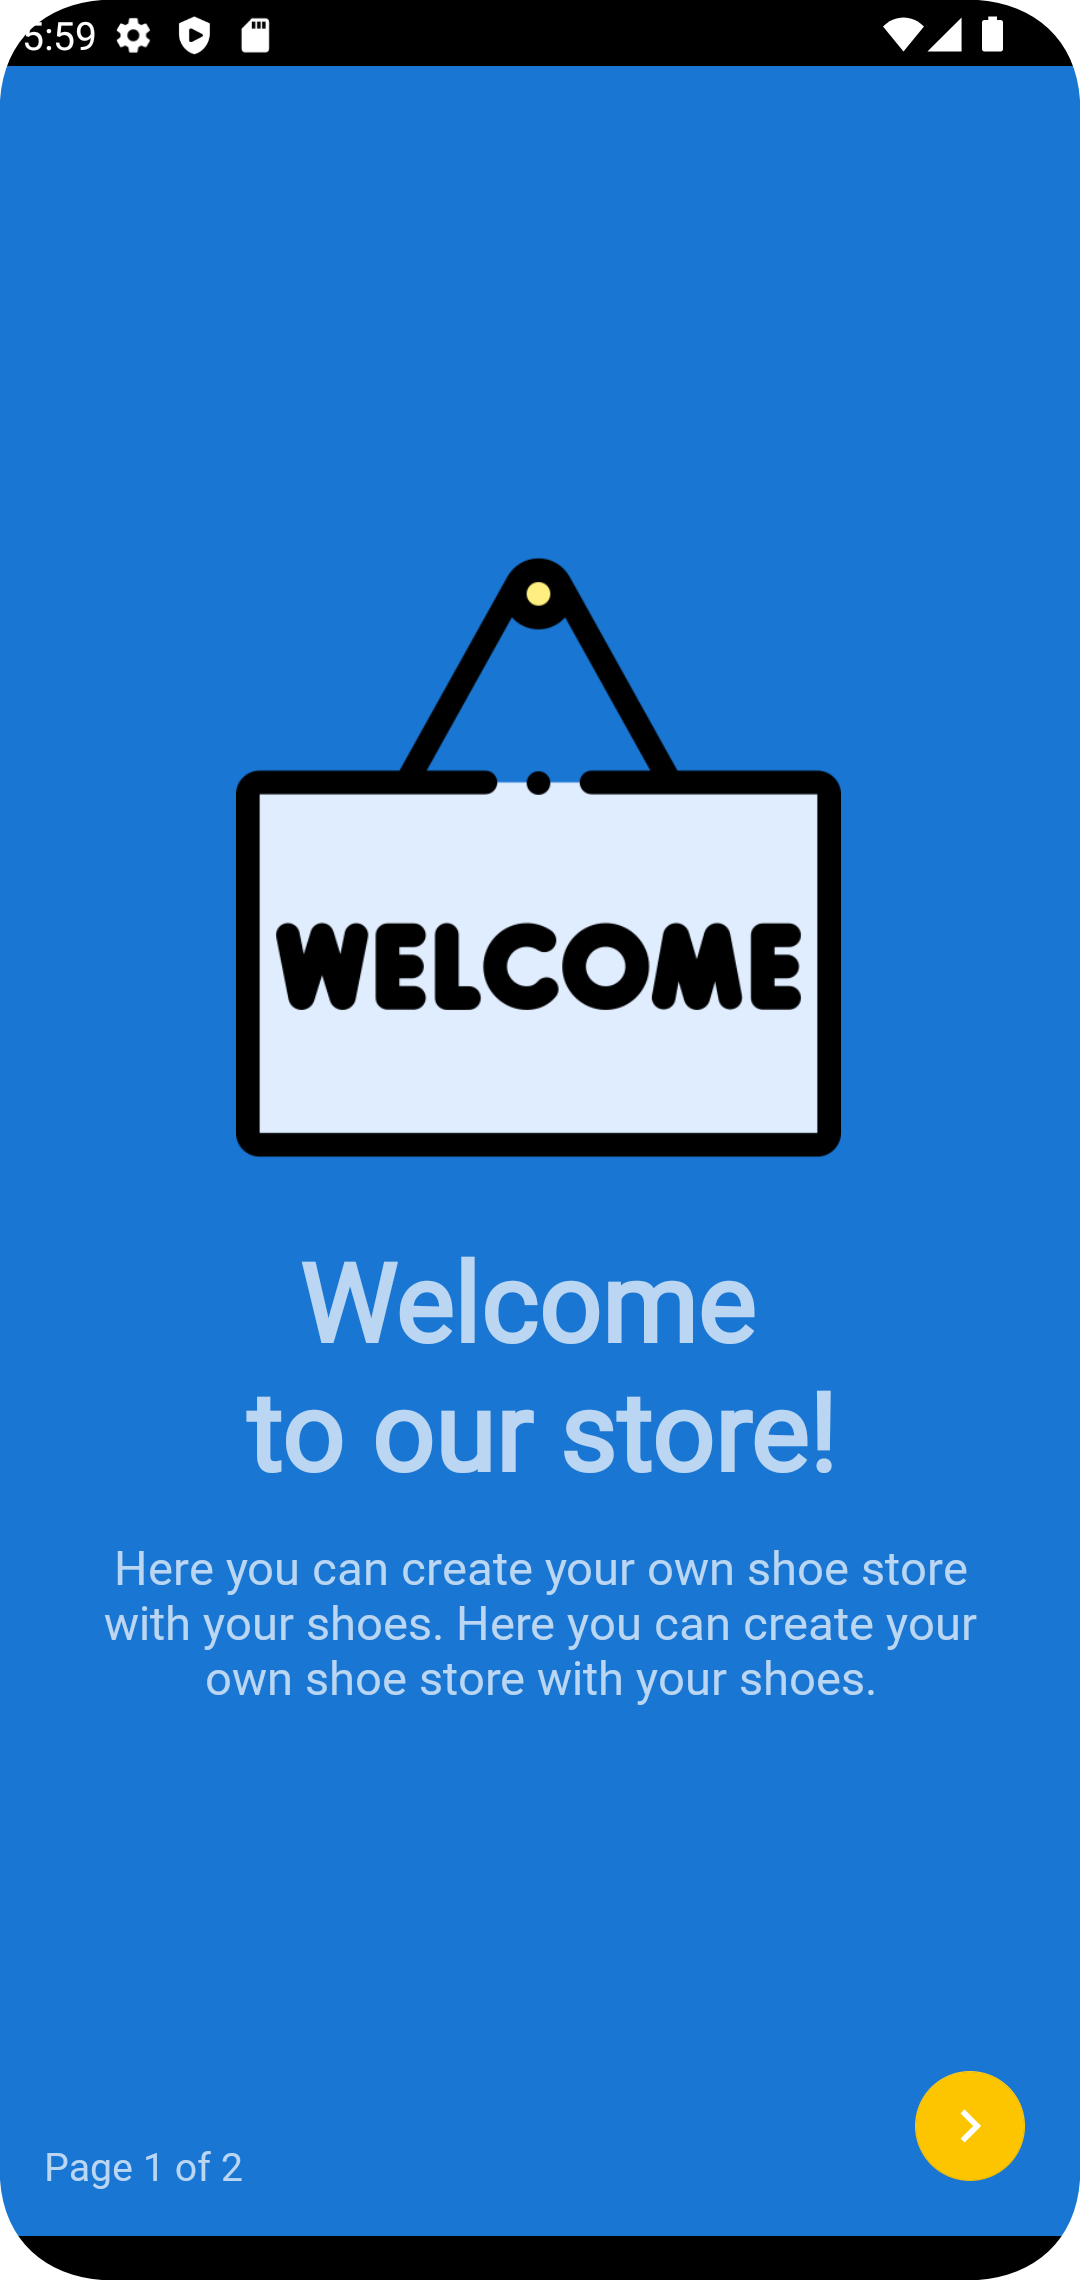 5:59
WELCOME
Welcome
to our store!
Here you can create your own shoe store
with your shoes. Here you can create your
own shoe store with your shoes.
Page 1 of 2